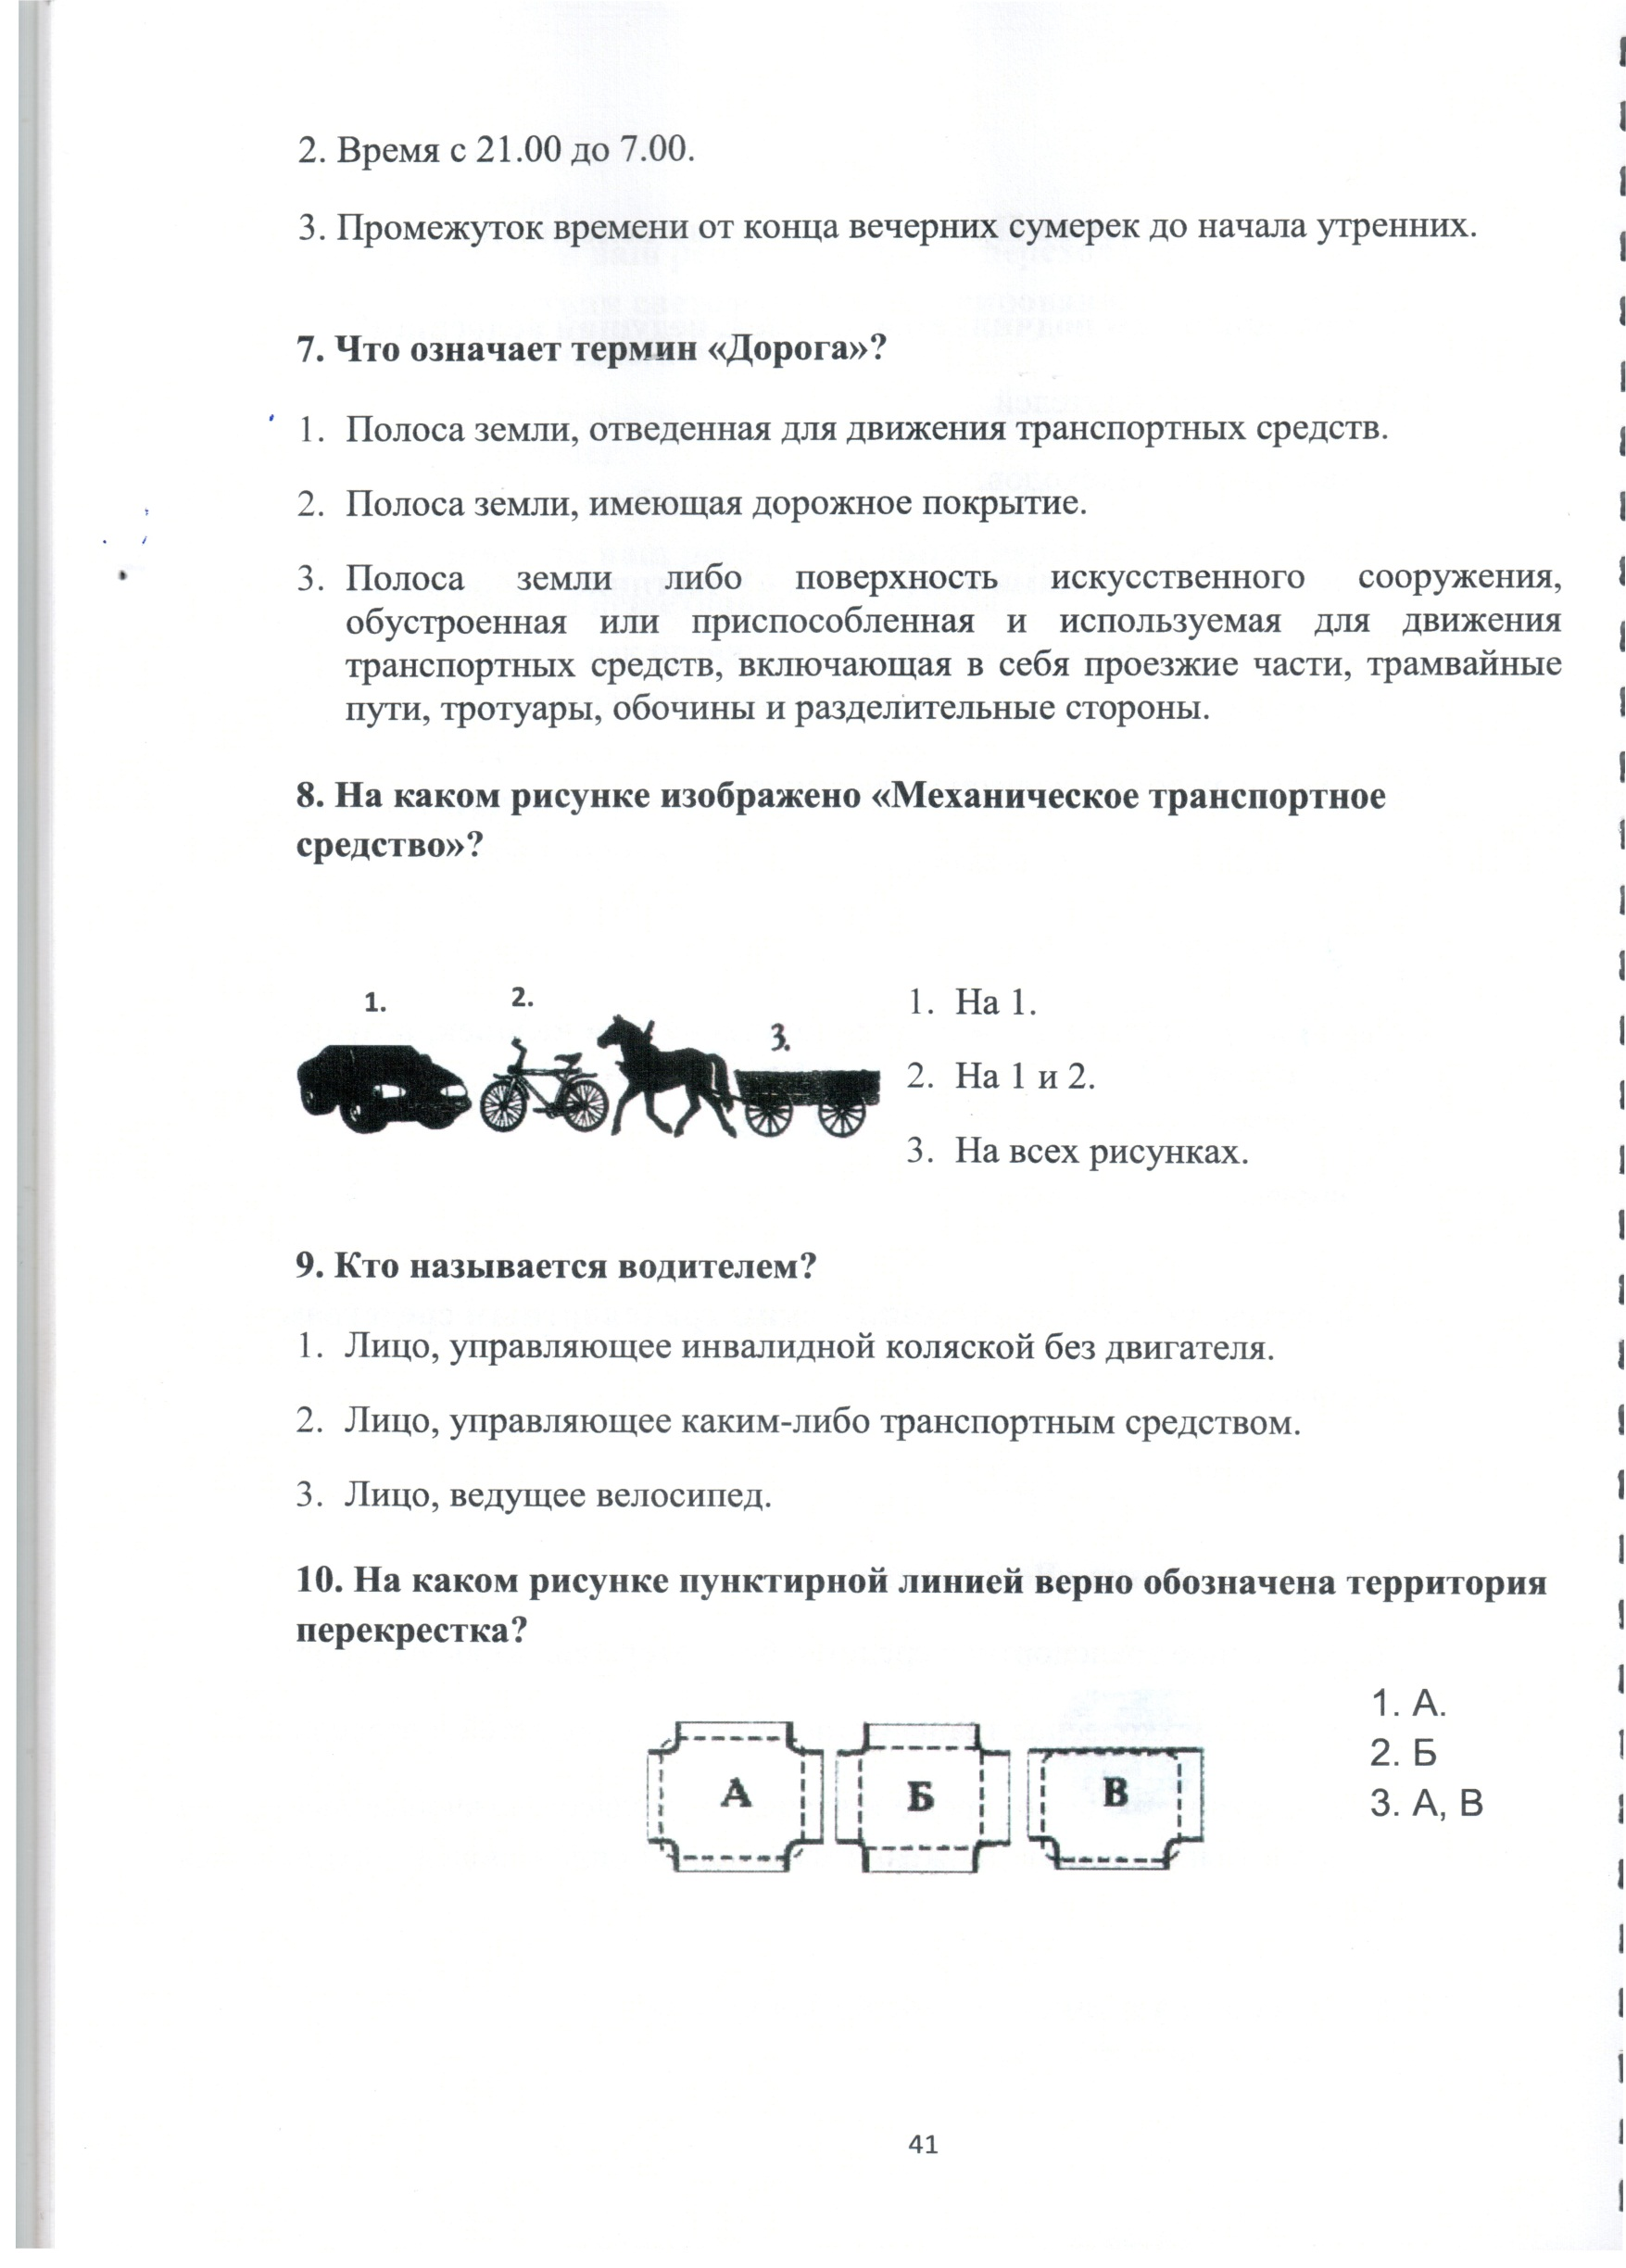 2. Время с 21.00 до 7.00.
3. Промежуток времени от конца вечерних сумерек до начала утренних.
7. Что означает термин «Дорога»?
1. Полоса земли, отведенная для движения транспортных средств.
2. Полоса земли, имеющая дорожное покрытие.
3. Полоса земли либо поверхность искусственного сооружения,
обустроенная или приспособленная и используемая для движения
транспортных средств, включающая в себя проезжие части, трамвайные
пути, тротуары, обочины и разделительные стороны.
8. На каком рисунке изображено «Механическое транспортное
средство»?
1. 2. 3.
1. На 1.
2. На 1 и 2.
3. На всех рисунках.
9. Кто называется водителем?
1. Лицо, управляющее инвалидной коляской без двигателя.
2. Лицо, управляющее каким-либо транспортным средством.
3. Лицо, ведущее велосипед.
10. На каком рисунке пунктирной линией верно обозначена территория
перекрестка?
А Б В
1. А.
2. Б
3. А, В
41